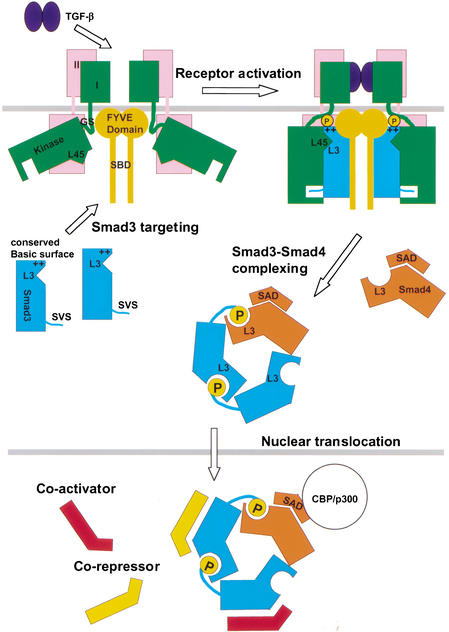 TGF-β
II
I
Receptor activation
GS
FYVE
Domain
Kinase
L45
SBD
P
P
++
++
L45
L3
Smad3 targeting
conserved
Basic surface
++
L3
Smad3
SVS
L3
SVS
Smad3-Smad4
complexing
SAD
L3
Smad4
SAD
P
L3
L3
L3
P
Nuclear translocation
Co-activator
CBP/p300
SAD
P
P
Co-repressor